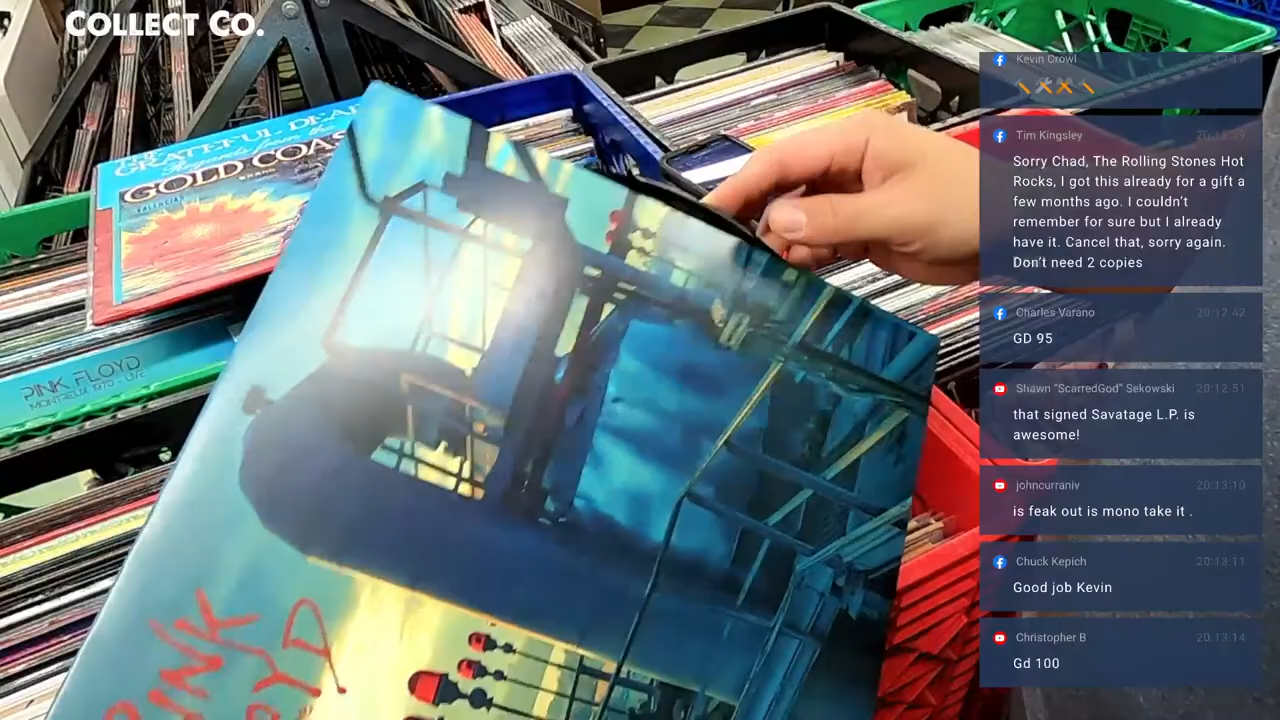 COLLECT CO.
GRATEFUL DEAD
GOLD COAST
PINK FLOYD
MONTREUX 1970 - LIVE
PINK
Kevin Crowl
Tim Kingsley
Sorry Chad, The Rolling Stones Hot
Rocks, I got this already for a gift a
few months ago. I couldn't
remember for sure but I already
have it. Cancel that, sorry again.
Don't need 2 copies
Charles Varano 20:12:42
GD 95
Shawn "ScarredGod" Sekowski 20:12:51
that signed Savatage L.P. is
awesome!
johncurraniv 20:13:10
is feak out is mono take it .
Chuck Kepich 20:13:11
Good job Kevin
Christopher B 20:13:14
Gd 100